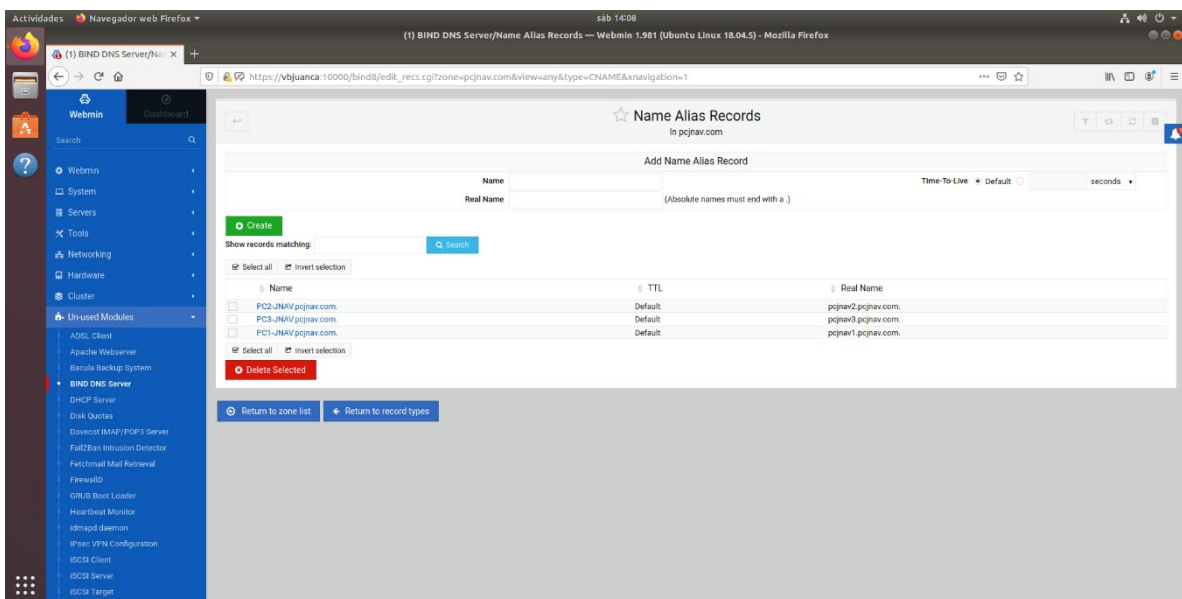 Actividades Navegador web Firefox sáb 14:08
(1) BIND DNS Server/Name Alias Records — Webmin 1.981 (Ubuntu Linux 18.04.5) - Mozilla Firefox
(1) BIND DNS Server/Nam
https://vbjuanca:10000/bind8/edit_recs.cgi?zone=pcjnav.com&view=any&type=CNAME&xnavigation=1
Webmin Dashboard
Search
Webmin
System
Servers
Tools
Networking
Hardware
Cluster
Un-used Modules
ADSL Client
Apache Webserver
Bacula Backup System
BIND DNS Server
DHCP Server
Disk Quotas
Dovecot IMAP/POP3 Server
Fail2Ban Intrusion Detector
Fetchmail Mail Retrieval
FirewallD
GRUB Boot Loader
Heartbeat Monitor
idmapd daemon
IPsec VPN Configuration
iSCSI Client
iSCSI Server
iSCSI Target
Name Alias Records
In pcjnav.com
Add Name Alias Record
Name Time-To-Live Default seconds
Real Name (Absolute names must end with a .)
Create
Show records matching: Search
Select all Invert selection
Name TTL Real Name
PC2-JNAV.pcjnav.com. Default pcjnav2.pcjnav.com.
PC3-JNAV.pcjnav.com. Default pcjnav3.pcjnav.com.
PC1-JNAV.pcjnav.com. Default pcjnav1.pcjnav.com.
Select all Invert selection
Delete Selected
Return to zone list Return to record types